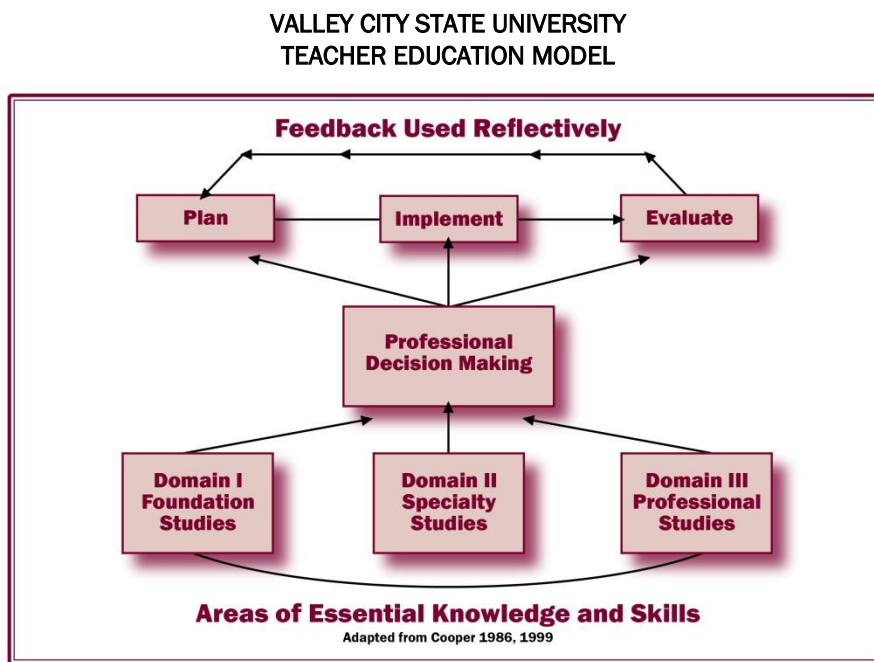 VALLEY CITY STATE UNIVERSITY
TEACHER EDUCATION MODEL
Feedback Used Reflectively
Plan
Implement
Evaluate
Professional
Decision Making
Domain I
Foundation
Studies
Domain II
Specialty
Studies
Domain III
Professional
Studies
Areas of Essential Knowledge and Skills
Adapted from Cooper 1986, 1999